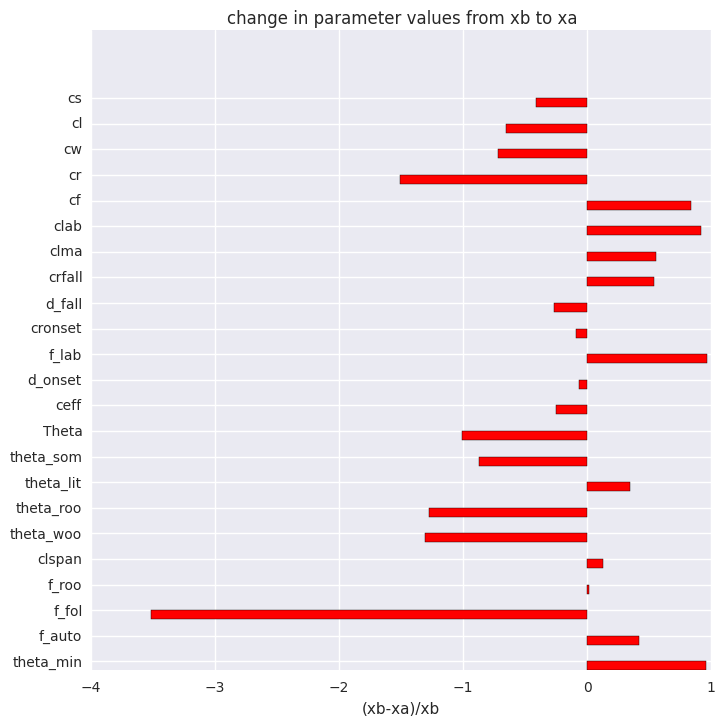 change in parameter values from xb to xa
cs
cl
cw
cr
cf
clab
clma
crfall
d_fall
cronset
f_lab
d_onset
ceff
Theta
theta_som
theta_lit
theta_roo
theta_woo
clspan
f_roo
f_fol
f_auto
theta_min
−4 −3 −2 −1 0 1
(xb-xa)/xb